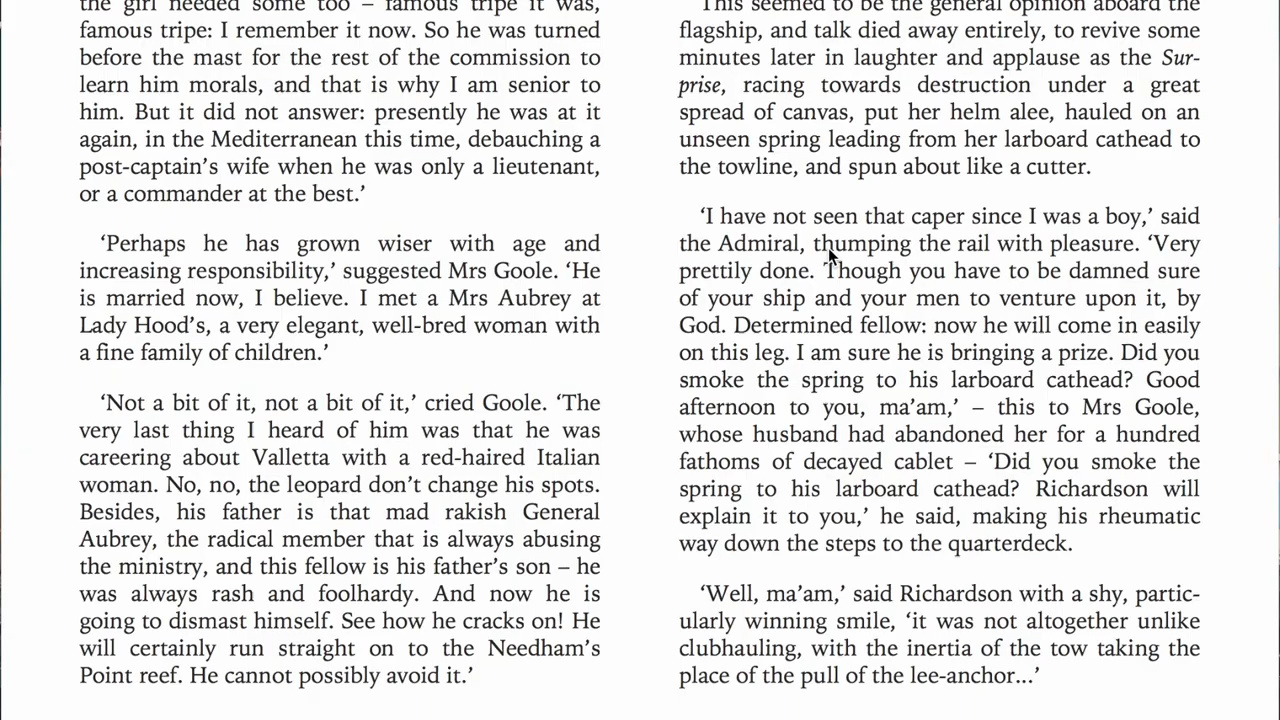 the girl needed some too – famous tripe it was,
famous tripe: I remember it now. So he was turned
before the mast for the rest of the commission to
learn him morals, and that is why I am senior to
him. But it did not answer: presently he was at it
again, in the Mediterranean this time, debauching a
post-captain’s wife when he was only a lieutenant,
or a commander at the best.’
‘Perhaps he has grown wiser with age and
increasing responsibility,’ suggested Mrs Goole. ‘He
is married now, I believe. I met a Mrs Aubrey at
Lady Hood’s, a very elegant, well-bred woman with
a fine family of children.’
‘Not a bit of it, not a bit of it,’ cried Goole. ‘The
very last thing I heard of him was that he was
careering about Valletta with a red-haired Italian
woman. No, no, the leopard don’t change his spots.
Besides, his father is that mad rakish General
Aubrey, the radical member that is always abusing
the ministry, and this fellow is his father’s son – he
was always rash and foolhardy. And now he is
going to dismast himself. See how he cracks on! He
will certainly run straight on to the Needham’s
Point reef. He cannot possibly avoid it.’
This seemed to be the general opinion aboard the
flagship, and talk died away entirely, to revive some
minutes later in laughter and applause as the Sur-
prise, racing towards destruction under a great
spread of canvas, put her helm alee, hauled on an
unseen spring leading from her larboard cathead to
the towline, and spun about like a cutter.
‘I have not seen that caper since I was a boy,’ said
the Admiral, thumping the rail with pleasure. ‘Very
prettily done. Though you have to be damned sure
of your ship and your men to venture upon it, by
God. Determined fellow: now he will come in easily
on this leg. I am sure he is bringing a prize. Did you
smoke the spring to his larboard cathead? Good
afternoon to you, ma’am,’ – this to Mrs Goole,
whose husband had abandoned her for a hundred
fathoms of decayed cablet – ‘Did you smoke the
spring to his larboard cathead? Richardson will
explain it to you,’ he said, making his rheumatic
way down the steps to the quarterdeck.
‘Well, ma’am,’ said Richardson with a shy, partic-
ularly winning smile, ‘it was not altogether unlike
clubhauling, with the inertia of the tow taking the
place of the pull of the lee-anchor...’